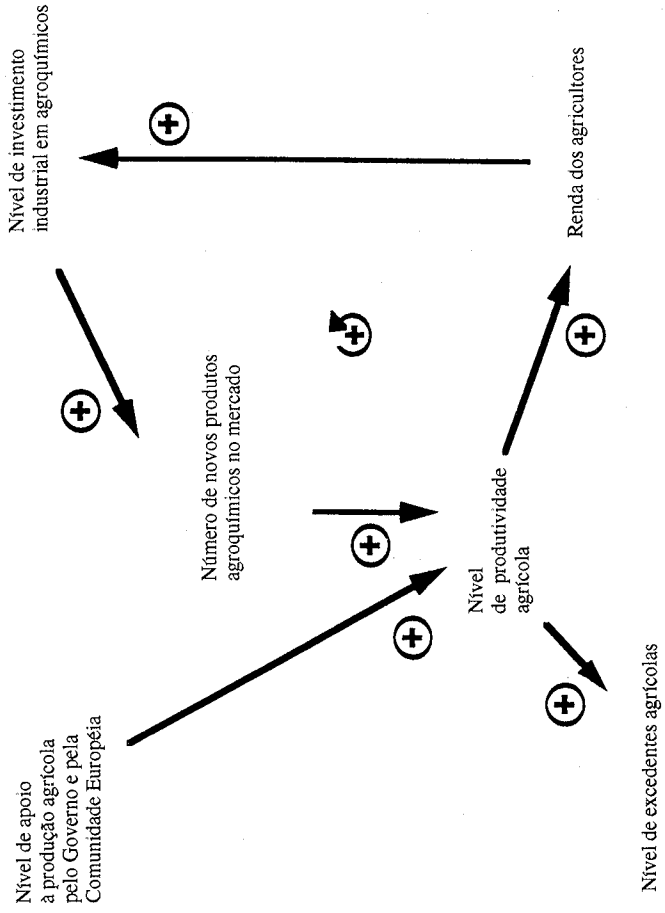 Nível de investimento
industrial em agroquímicos
Número de novos produtos
agroquímicos no mercado
Renda dos agricultores
Nível
de produtividade
agrícola
Nível de apoio
à produção agrícola
pelo Governo e pela
Comunidade Européia
Nível de excedentes agrícolas